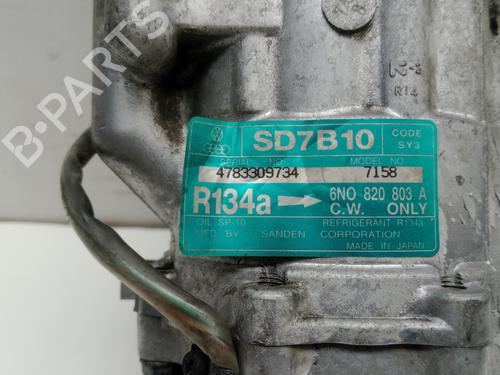 K-3
R14
SD7B10
CODE
SY3
SERIAL NO
MODEL NO
4783309734
7158
R134a
6N0 820 803 A
C.W. ONLY
OIL SP-10
REFRIGERANT R134a
MFD BY SANDEN CORPORATION
MADE IN JAPAN